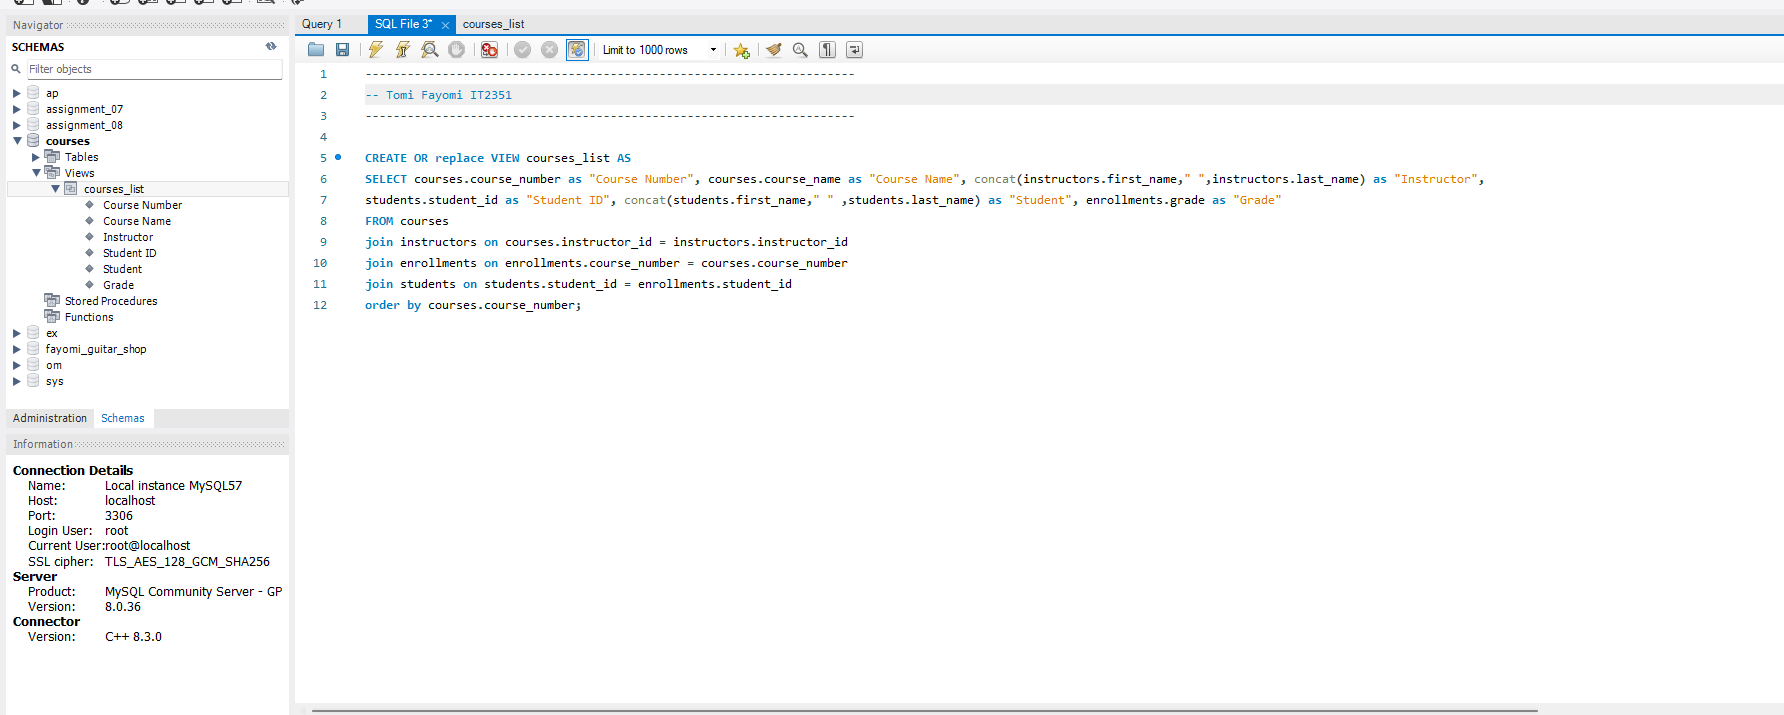 Navigator
SCHEMAS
Filter objects
ap
assignment_07
assignment_08
courses
Tables
Views
courses_list
Course Number
Course Name
Instructor
Student ID
Student
Grade
Stored Procedures
Functions
ex
fayomi_guitar_shop
om
sys
Administration Schemas
Information
Connection Details
Name: Local instance MySQL57
Host: localhost
Port: 3306
Login User: root
Current User:root@localhost
SSL cipher: TLS_AES_128_GCM_SHA256
Server
Product: MySQL Community Server - GP
Version: 8.0.36
Connector
Version: C++ 8.3.0
Query 1 SQL File 3* courses_list
Limit to 1000 rows
1 ----------------------------------------------------------------------
2 -- Tomi Fayomi IT2351
3 ----------------------------------------------------------------------
4
5 CREATE OR replace VIEW courses_list AS
6 SELECT courses.course_number as "Course Number", courses.course_name as "Course Name", concat(instructors.first_name," ",instructors.last_name) as "Instructor",
7 students.student_id as "Student ID", concat(students.first_name," " ,students.last_name) as "Student", enrollments.grade as "Grade"
8 FROM courses
9 join instructors on courses.instructor_id = instructors.instructor_id
10 join enrollments on enrollments.course_number = courses.course_number
11 join students on students.student_id = enrollments.student_id
12 order by courses.course_number;